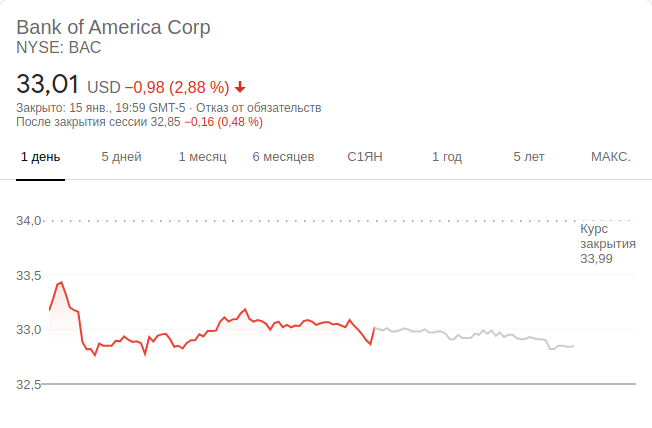 Bank of America Corp
NYSE: BAC
33,01 USD −0,98 (2,88 %)
Закрыто: 15 янв., 19:59 GMT-5 · Отказ от обязательств
После закрытия сессии 32,85 −0,16 (0,48 %)
1 день 5 дней 1 месяц 6 месяцев С1ЯН 1 год 5 лет МАКС.
34,0
Курс
закрытия
33,99
33,5
33,0
32,5